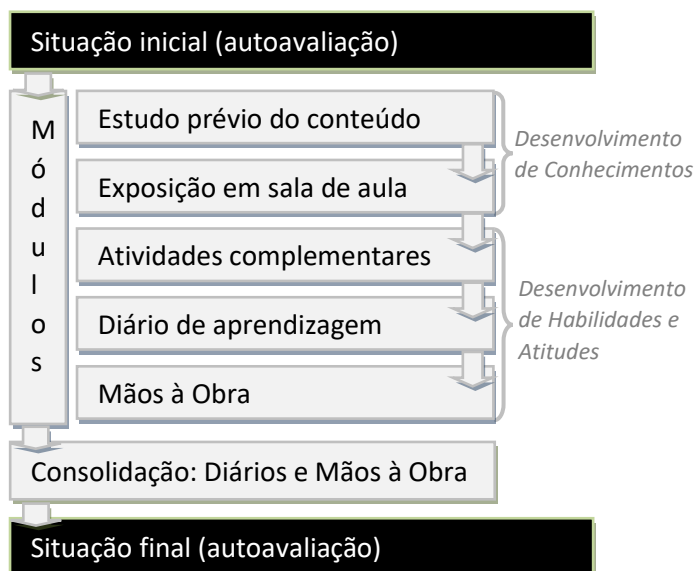 Situação inicial (autoavaliação)
Módulos
Estudo prévio do conteúdo
Exposição em sala de aula
Desenvolvimento
de Conhecimentos
Atividades complementares
Diário de aprendizagem
Mãos à Obra
Desenvolvimento
de Habilidades e
Atitudes
Consolidação: Diários e Mãos à Obra
Situação final (autoavaliação)